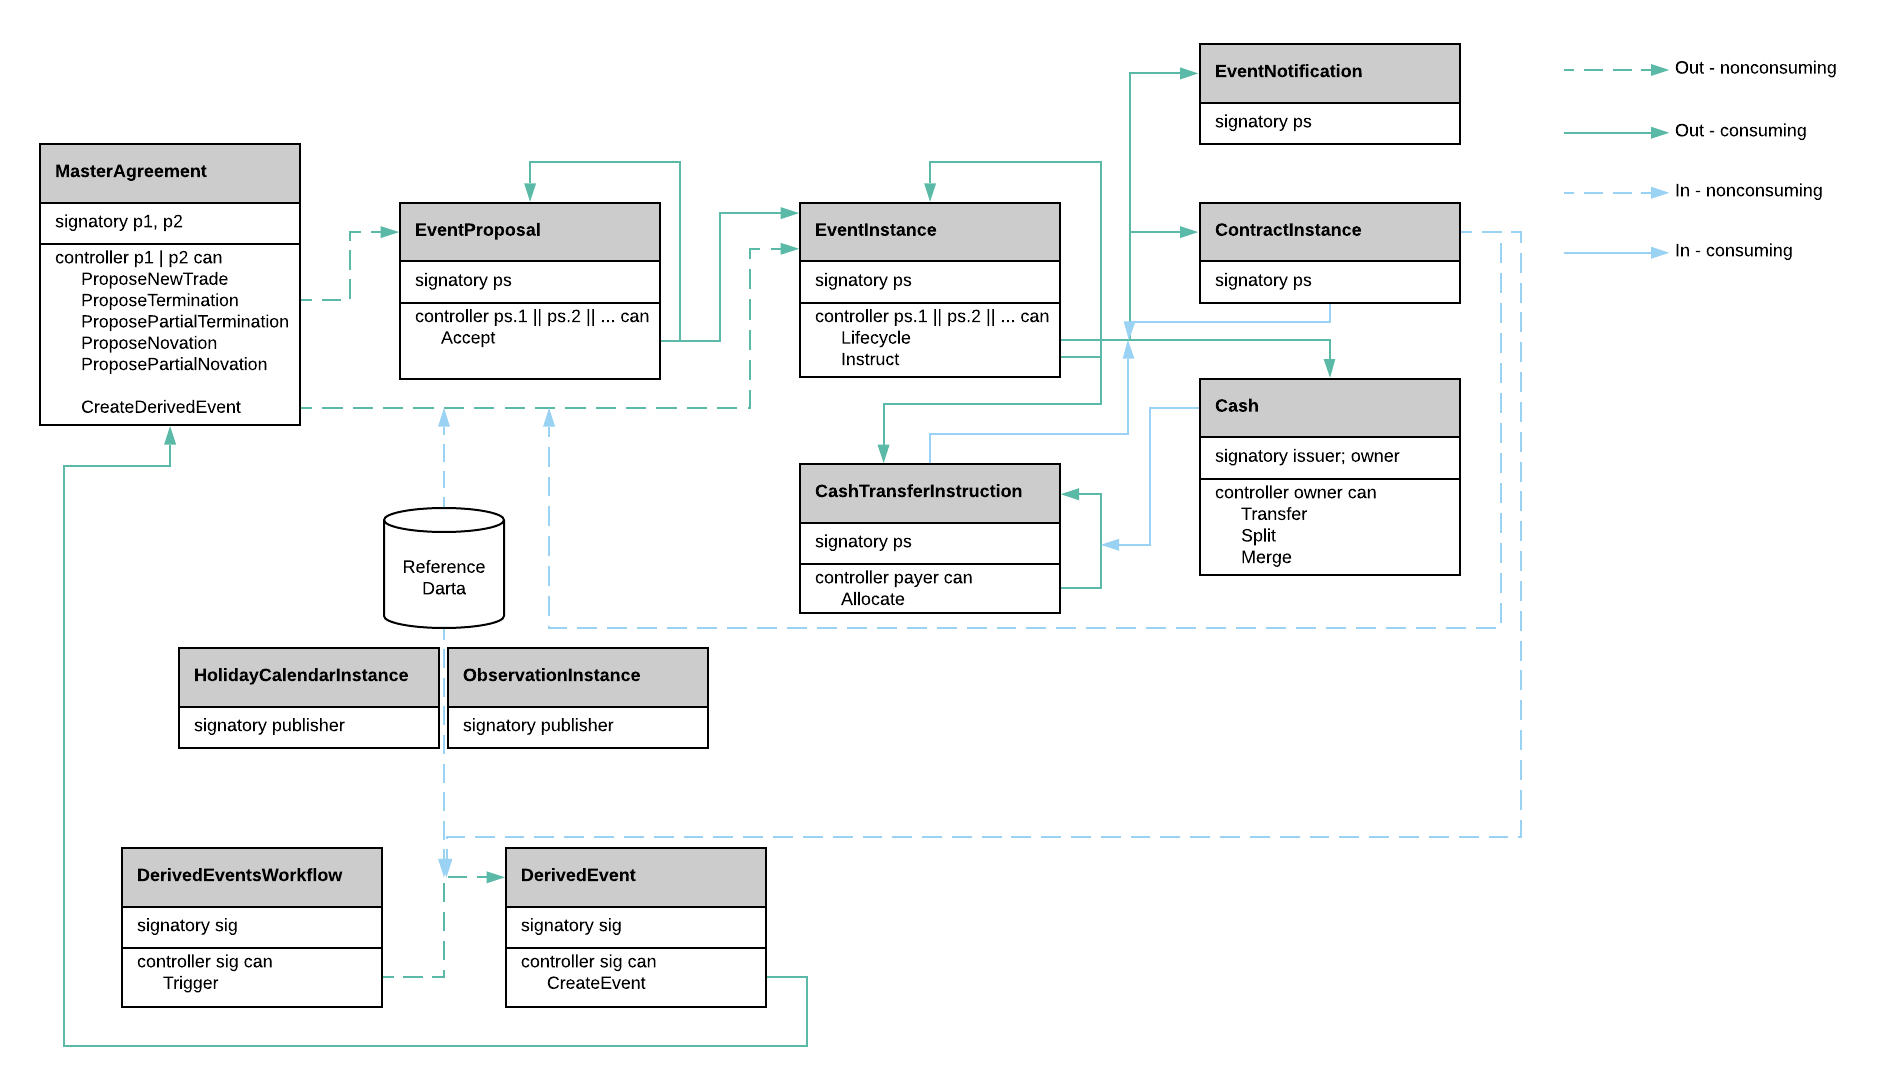 MasterAgreement
signatory p1, p2
controller p1 | p2 can
ProposeNewTrade
ProposeTermination
ProposePartialTermination
ProposeNovation
ProposePartialNovation
CreateDerivedEvent
EventProposal
signatory ps
controller ps.1 || ps.2 || ... can
Accept
EventInstance
signatory ps
controller ps.1 || ps.2 || ... can
Lifecycle
Instruct
EventNotification
signatory ps
ContractInstance
signatory ps
Cash
signatory issuer; owner
controller owner can
Transfer
Split
Merge
CashTransferInstruction
signatory ps
controller payer can
Allocate
Out - nonconsuming
Out - consuming
In - nonconsuming
In - consuming
Reference
Darta
HolidayCalendarInstance
signatory publisher
ObservationInstance
signatory publisher
DerivedEventsWorkflow
signatory sig
controller sig can
Trigger
DerivedEvent
signatory sig
controller sig can
CreateEvent